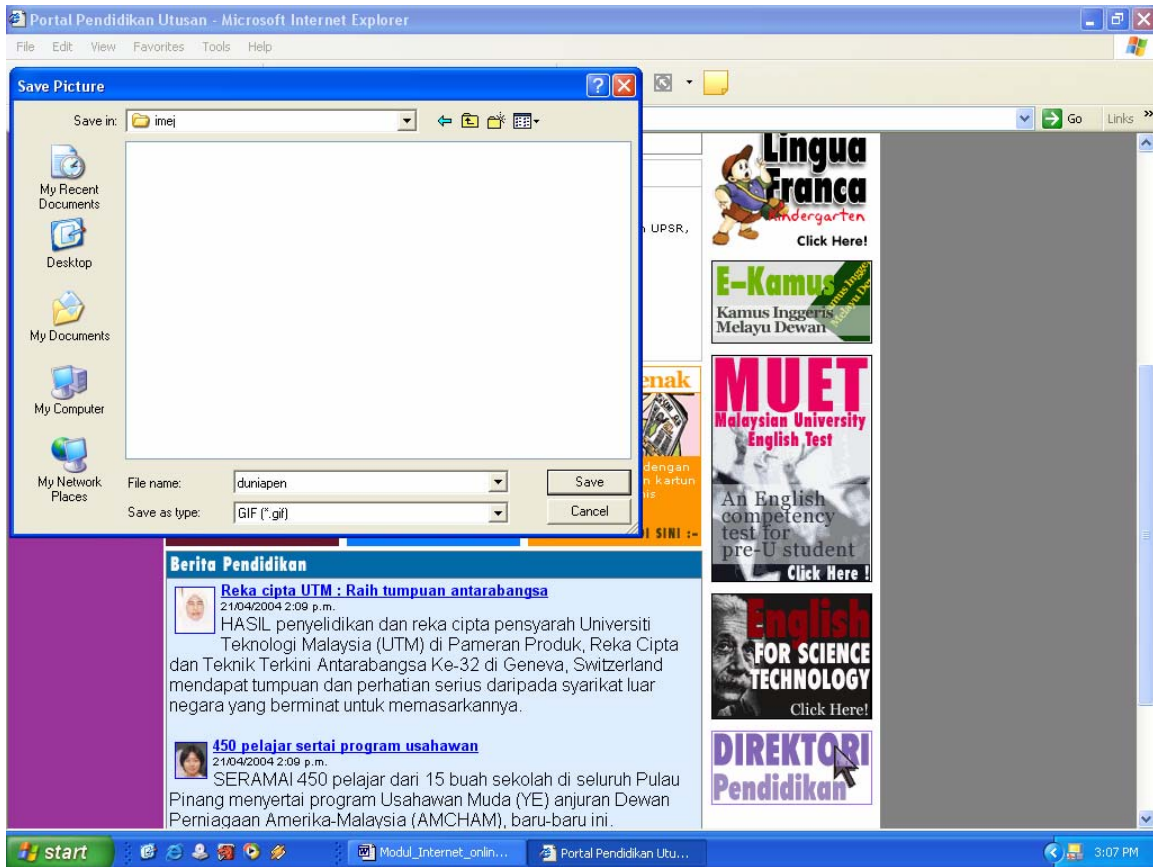 Portal Pendidikan Utusan - Microsoft Internet Explorer
File Edit View Favorites Tools Help
Save Picture
Save in: imej
Go Links »
My Recent
Documents
Desktop
My Documents
My Computer
My Network
Places
File name: duniapen
Save
Save as type: GIF (*.gif)
Cancel
UPSR,
enak
dengan
n kartun
DI SINI :-
Lingua
Franca
Kindergarten
Click Here!
E-Kamus
Kamus Inggeris
Melayu Dewan
MUET
Malaysian University
English Test
An English
competency
test for
pre-U student
Click Here !
English
FOR SCIENCE
TECHNOLOGY
Click Here!
DIREKTORI
Pendidikan
Berita Pendidikan
Reka cipta UTM : Raih tumpuan antarabangsa
21/04/2004 2:09 p.m.
HASIL penyelidikan dan reka cipta pensyarah Universiti
Teknologi Malaysia (UTM) di Pameran Produk, Reka Cipta
dan Teknik Terkini Antarabangsa Ke-32 di Geneva, Switzerland
mendapat tumpuan dan perhatian serius daripada syarikat luar
negara yang berminat untuk memasarkannya.
450 pelajar sertai program usahawan
21/04/2004 2:09 p.m.
SERAMAI 450 pelajar dari 15 buah sekolah di seluruh Pulau
Pinang menyertai program Usahawan Muda (YE) anjuran Dewan
Perniagaan Amerika-Malaysia (AMCHAM), baru-baru ini.
start
Modul_Internet_onlin...
Portal Pendidikan Utu...
3:07 PM